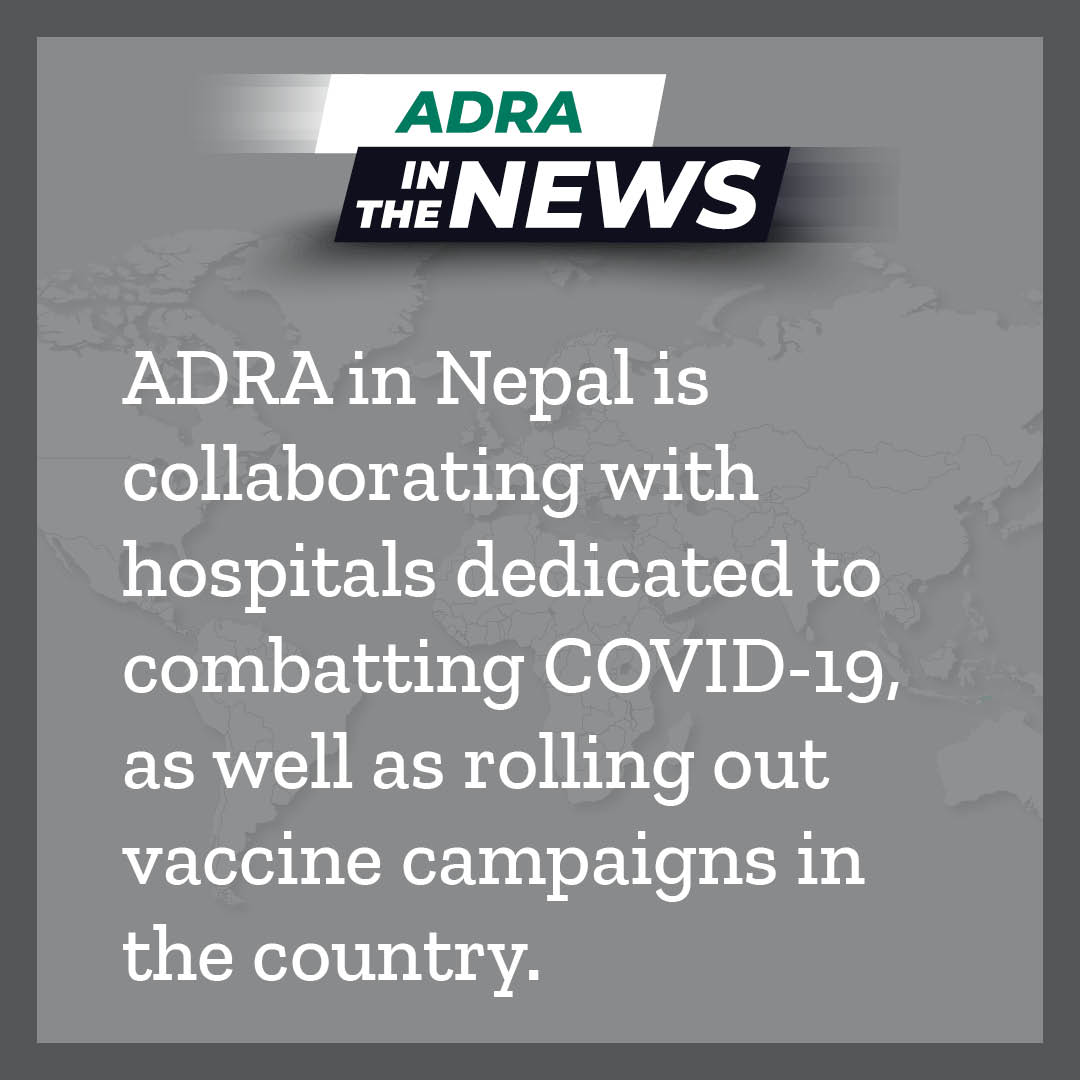 ADRA
IN THE NEWS
ADRA in Nepal is
collaborating with
hospitals dedicated to
combatting COVID-19,
as well as rolling out
vaccine campaigns in
the country.